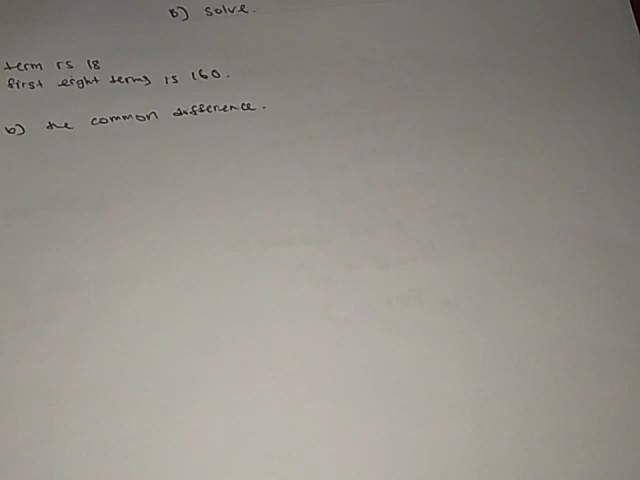 B) solve.
term is 18
first eight terms is 160.
b) the common difference.